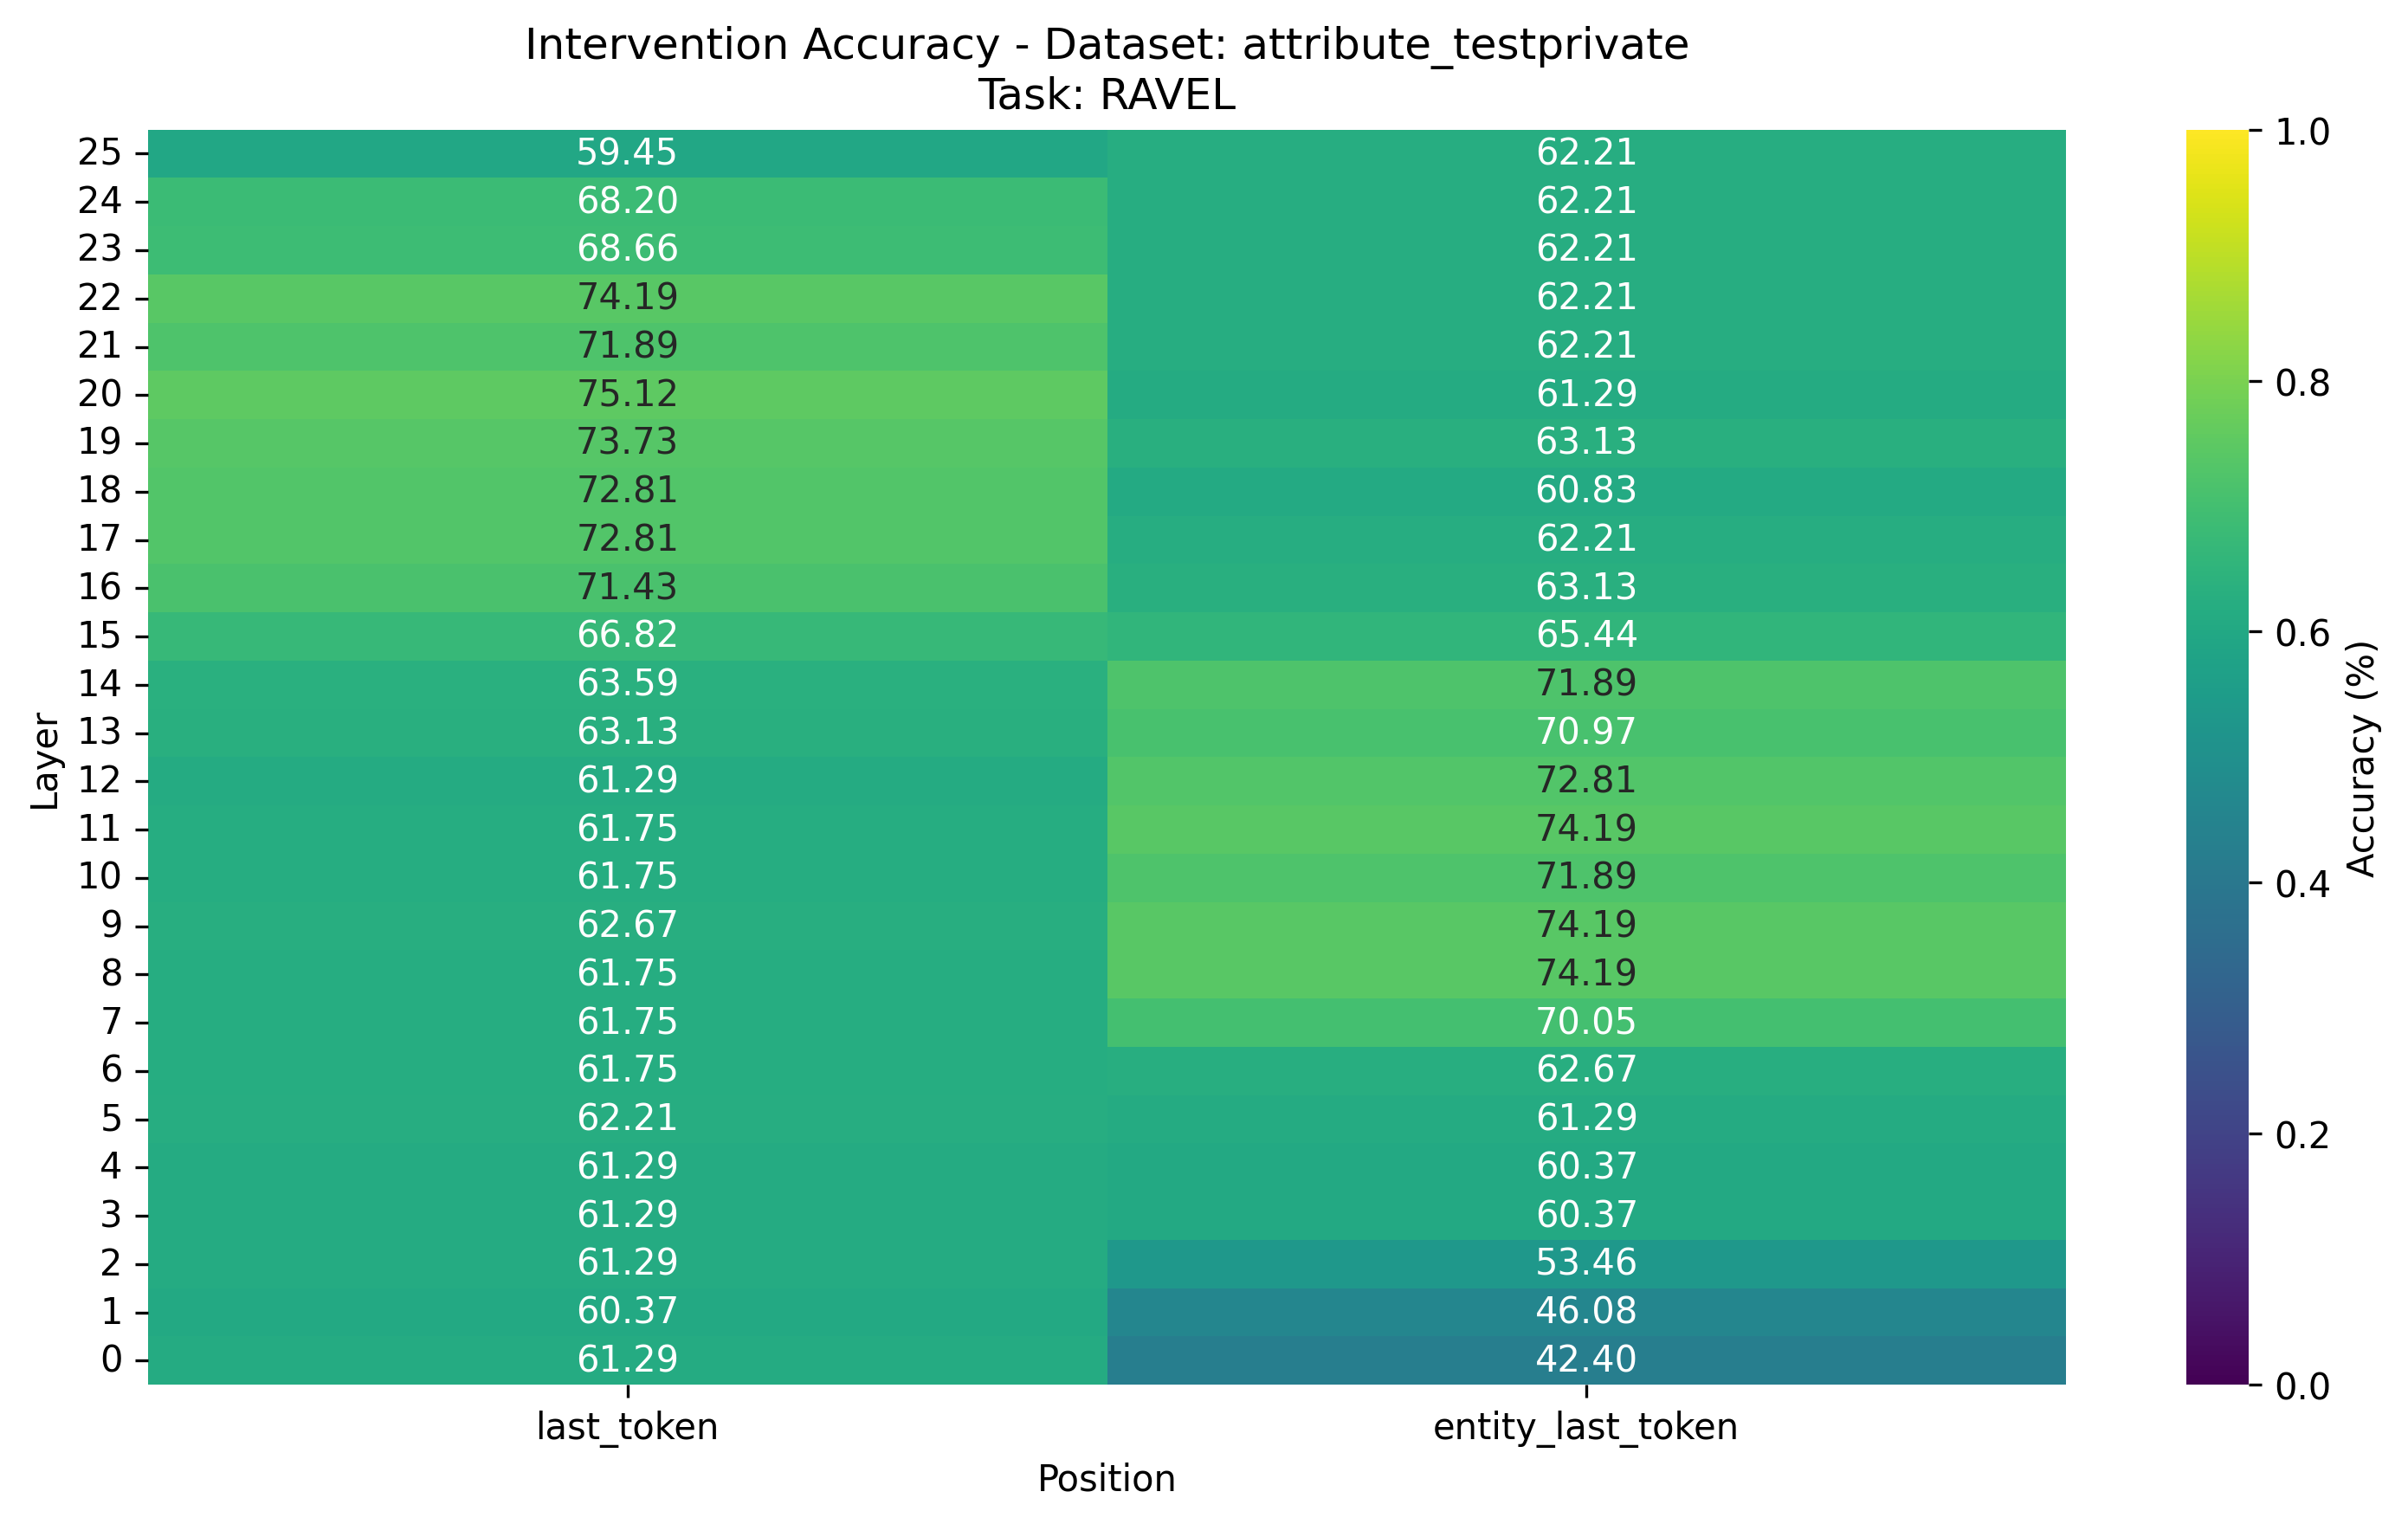 Intervention Accuracy - Dataset: attribute_testprivate
Task: RAVEL
25 59.45 62.21
24 68.20 62.21
23 68.66 62.21
22 74.19 62.21
21 71.89 62.21
20 75.12 61.29
19 73.73 63.13
18 72.81 60.83
17 72.81 62.21
16 71.43 63.13
15 66.82 65.44
14 63.59 71.89
13 63.13 70.97
12 61.29 72.81
11 61.75 74.19
10 61.75 71.89
9 62.67 74.19
8 61.75 74.19
7 61.75 70.05
6 61.75 62.67
5 62.21 61.29
4 61.29 60.37
3 61.29 60.37
2 61.29 53.46
1 60.37 46.08
0 61.29 42.40
last_token entity_last_token
Position
Layer
1.0
0.8
0.6
0.4
0.2
0.0
Accuracy (%)